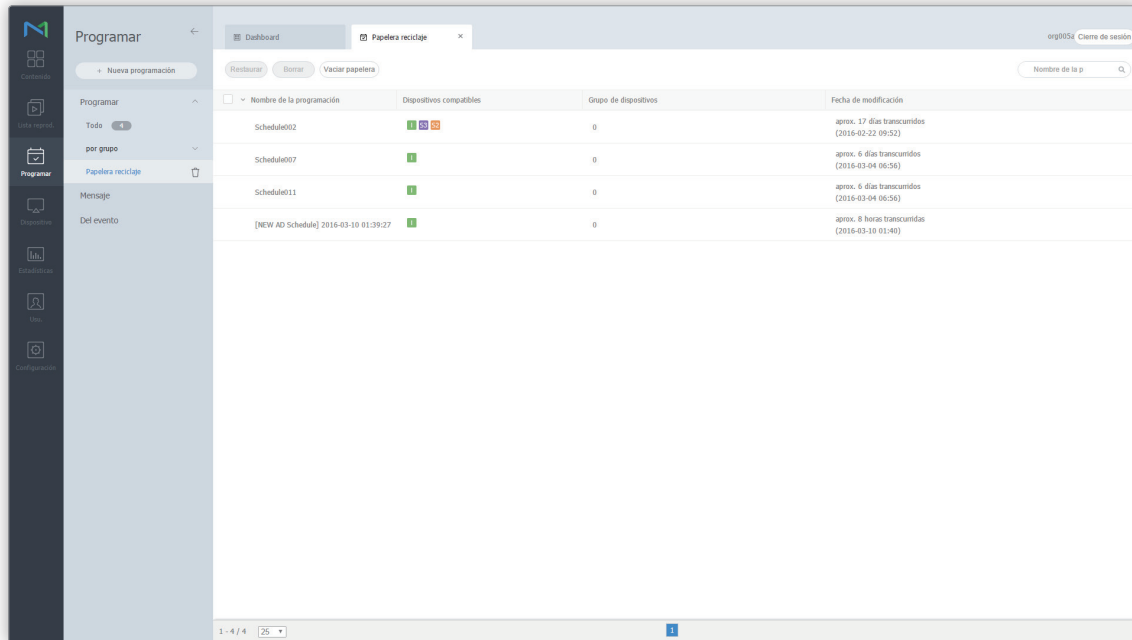 Programar
Dashboard
Papelera reciclaje ×
org005a Cierre de sesión
Contenido
+ Nueva programación
Restaurar Borrar Vaciar papelera
Nombre de la p
Lista reprod.
Programar
Todo 4
por grupo
Papelera reciclaje
Mensaje
Del evento
Programar
Dispositivo
Estadísticas
Usu.
Configuración
Nombre de la programación Dispositivos compatibles Grupo de dispositivos Fecha de modificación
Schedule002 I S3 S2 0 aprox. 17 días transcurridos
(2016-02-22 09:52)
Schedule007 I 0 aprox. 6 días transcurridos
(2016-03-04 06:56)
Schedule011 I 0 aprox. 6 días transcurridos
(2016-03-04 06:56)
[NEW AD Schedule] 2016-03-10 01:39:27 I 0 aprox. 8 horas transcurridas
(2016-03-10 01:40)
1 - 4 / 4 25 1